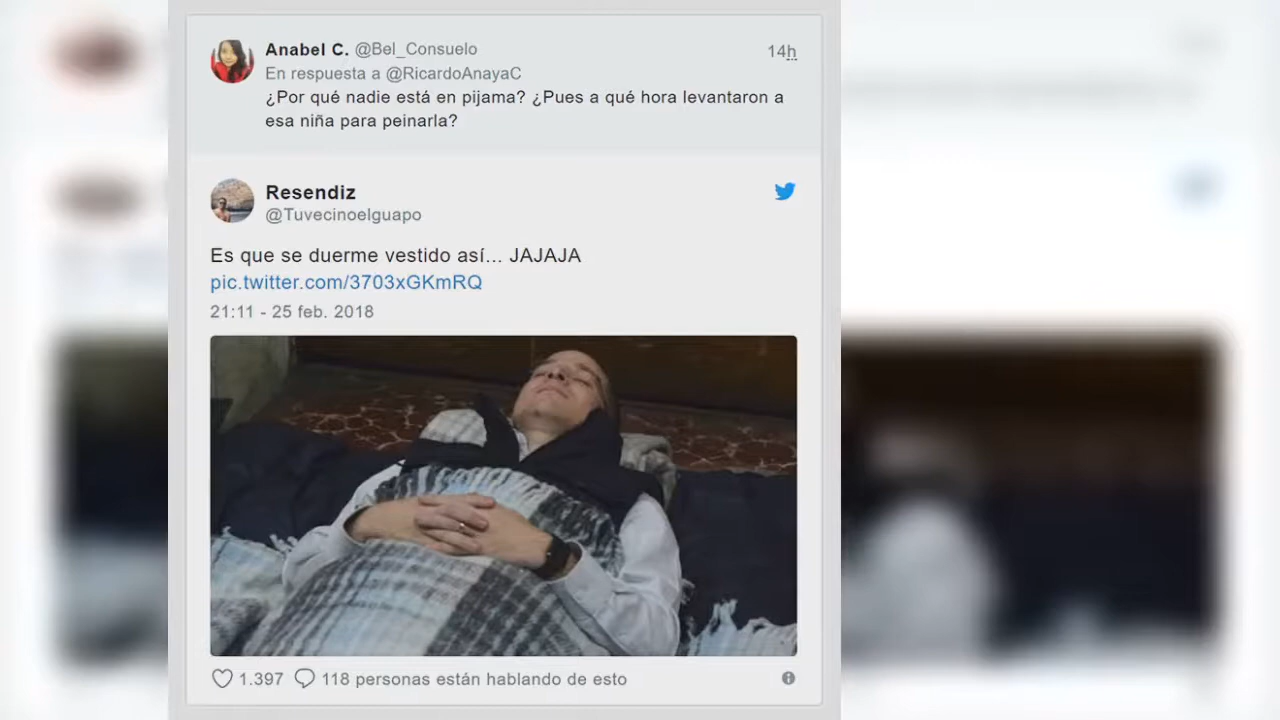 Anabel C. @Bel_Consuelo 14h
En respuesta a @RicardoAnayaC
¿Por qué nadie está en pijama? ¿Pues a qué hora levantaron a
esa niña para peinarla?
Resendiz
@Tuvecinoelguapo
Es que se duerme vestido así... JAJAJA
pic.twitter.com/3703xGKmRQ
21:11 - 25 feb. 2018
1.397 118 personas están hablando de esto